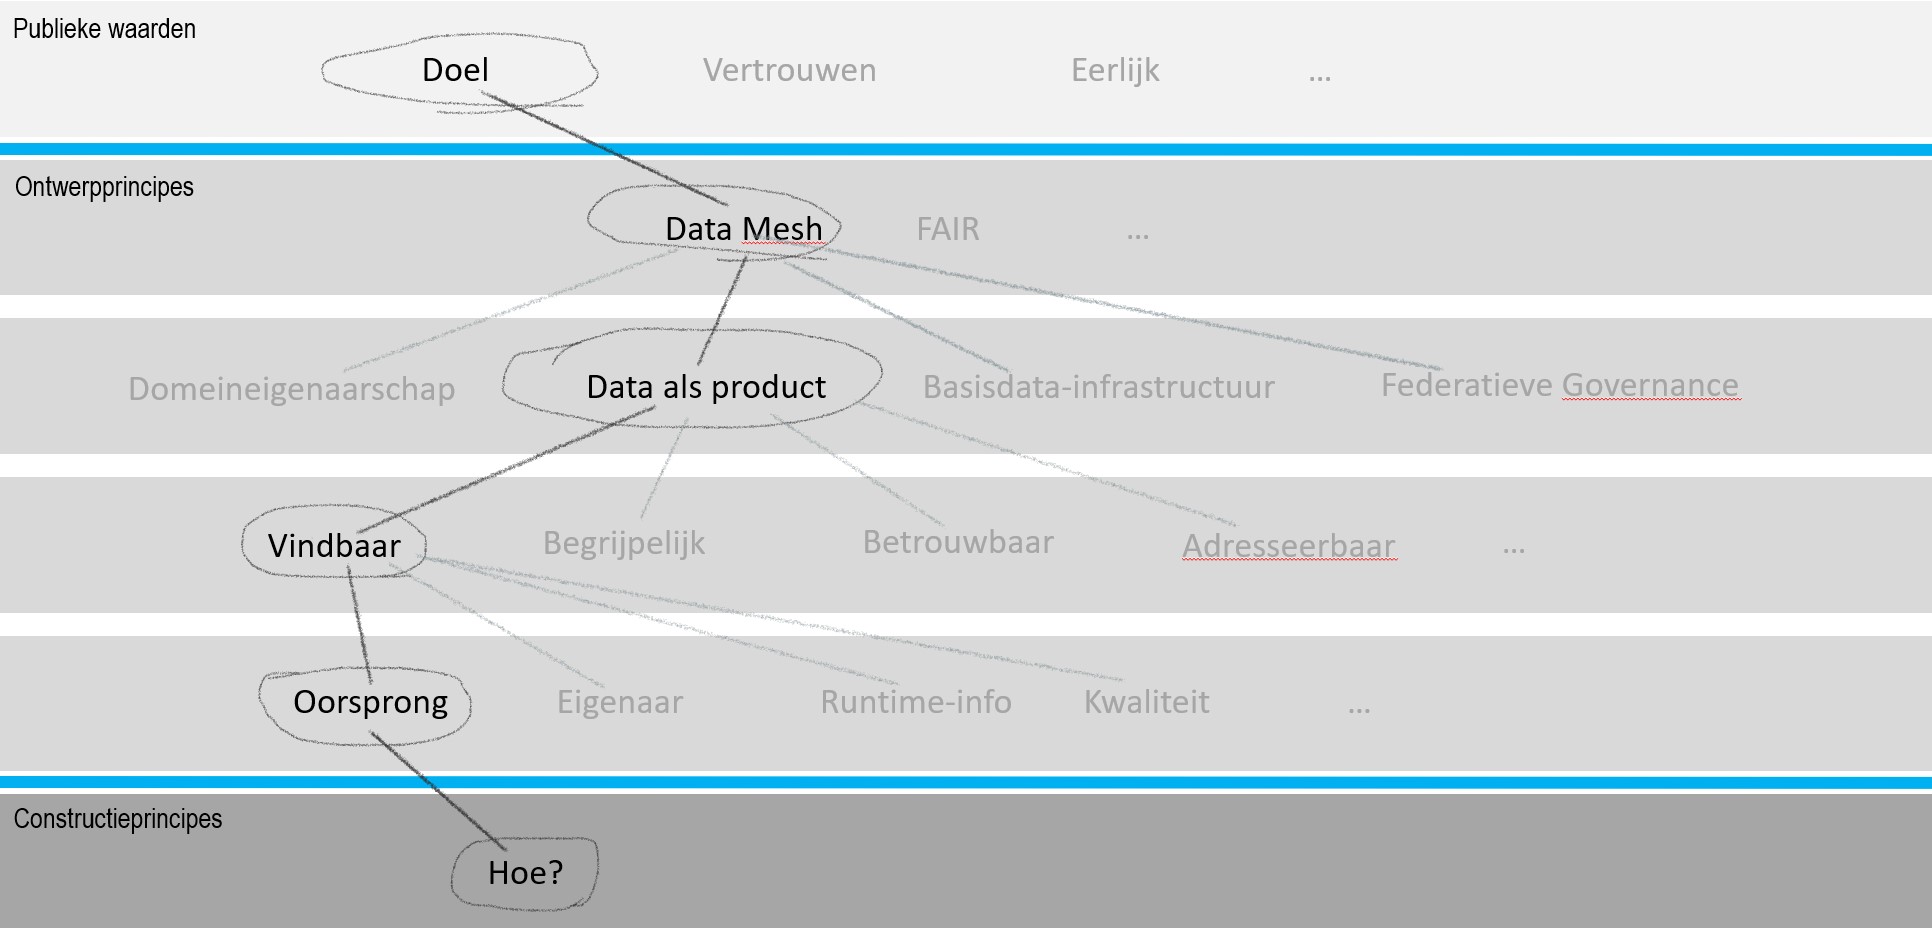 Publieke waarden
Doel Vertrouwen Eerlijk ...
Ontwerpprincipes
Data Mesh FAIR ...
Domeineigenaarschap Data als product Basisdata-infrastructuur Federatieve Governance
Vindbaar Begrijpelijk Betrouwbaar Adresseerbaar ...
Oorsprong Eigenaar Runtime-info Kwaliteit ...
Constructieprincipes
Hoe?